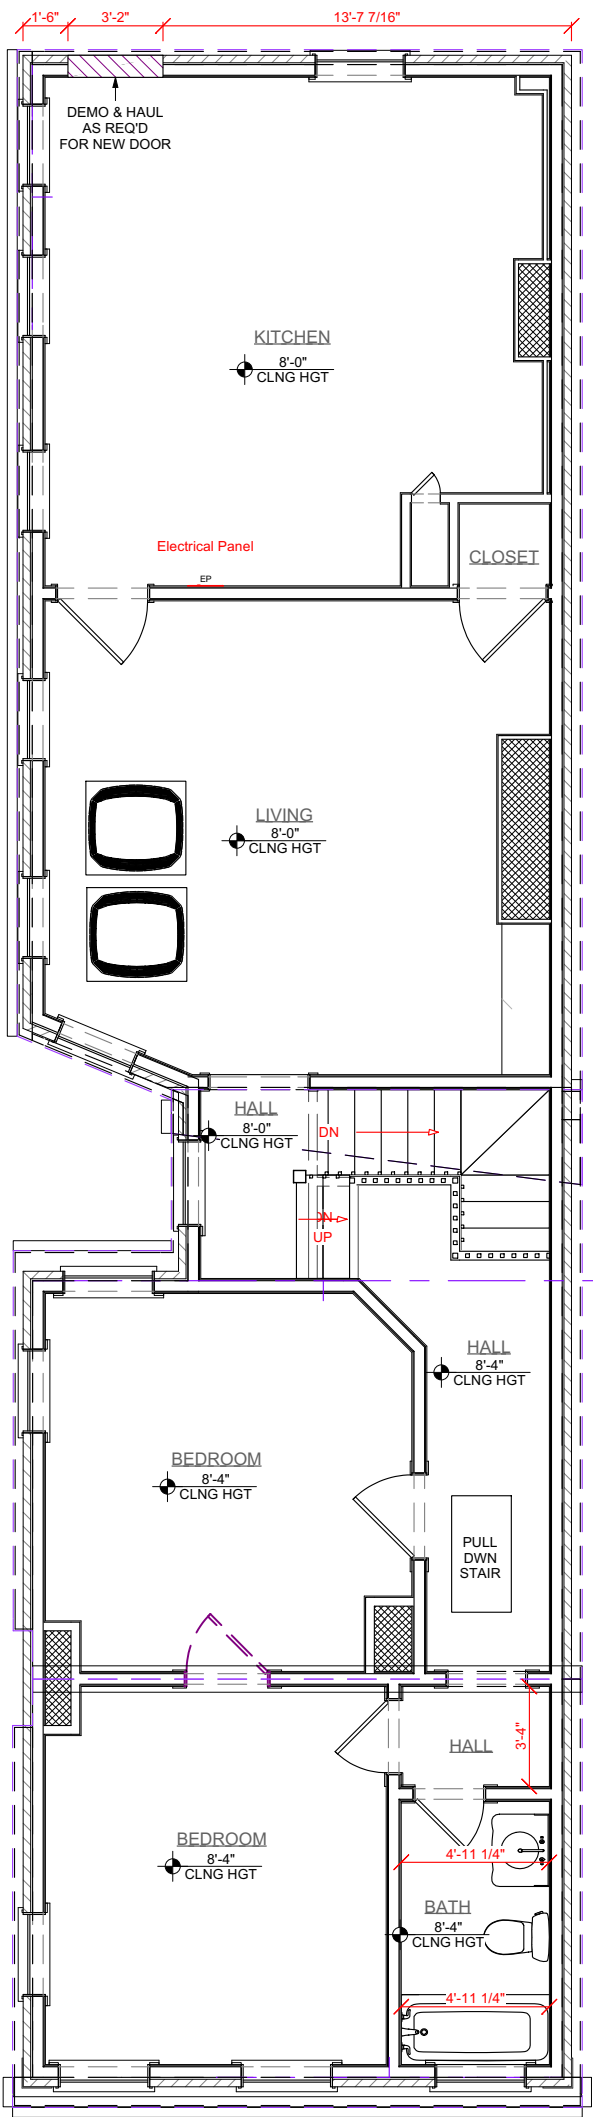 1'-6"
3'-2"
13'-7 7/16"
DEMO & HAUL
AS REQ'D
FOR NEW DOOR
KITCHEN
8'-0"
CLNG HGT
Electrical Panel
EP
CLOSET
LIVING
8'-0"
CLNG HGT
HALL
8'-0"
CLNG HGT
DN
DN
UP
HALL
8'-4"
CLNG HGT
BEDROOM
8'-4"
CLNG HGT
PULL
DWN
STAIR
HALL
3'-4"
BEDROOM
8'-4"
CLNG HGT
4'-11 1/4"
BATH
8'-4"
CLNG HGT
4'-11 1/4"